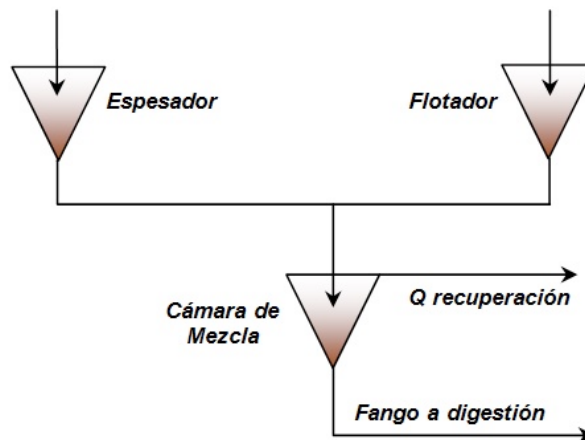 Espesador
Flotador
Q recuperación
Cámara de
Mezcla
Fango a digestión